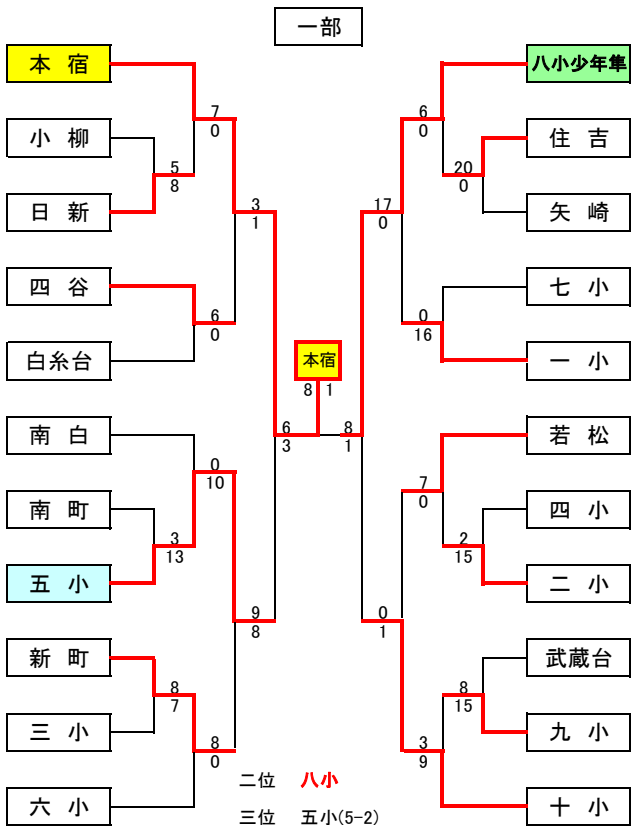 一部
本宿
八小少年隼
7
0
6
0
小柳
住吉
5
8
20
0
日新
矢崎
3
1
17
0
四谷
七小
6
0
0
16
白糸台
本宿
一小
8 1
南白
6
3
8
1
若松
0
10
7
0
南町
四小
3
13
2
15
五小
二小
9
8
0
1
新町
武蔵台
8
7
8
15
三小
九小
8
0
3
9
二位 八小
六小
三位 五小(5-2)
十小